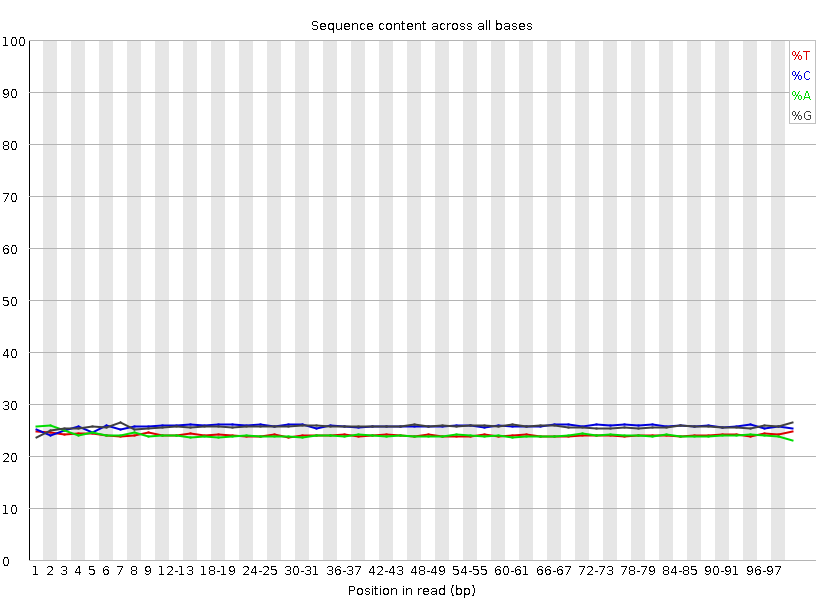 Sequence content across all bases
100
90
80
70
60
50
40
30
20
10
0
%T
%C
%A
%G
1 2 3 4 5 6 7 8 9 12-13 18-19 24-25 30-31 36-37 42-43 48-49 54-55 60-61 66-67 72-73 78-79 84-85 90-91 96-97
Position in read (bp)